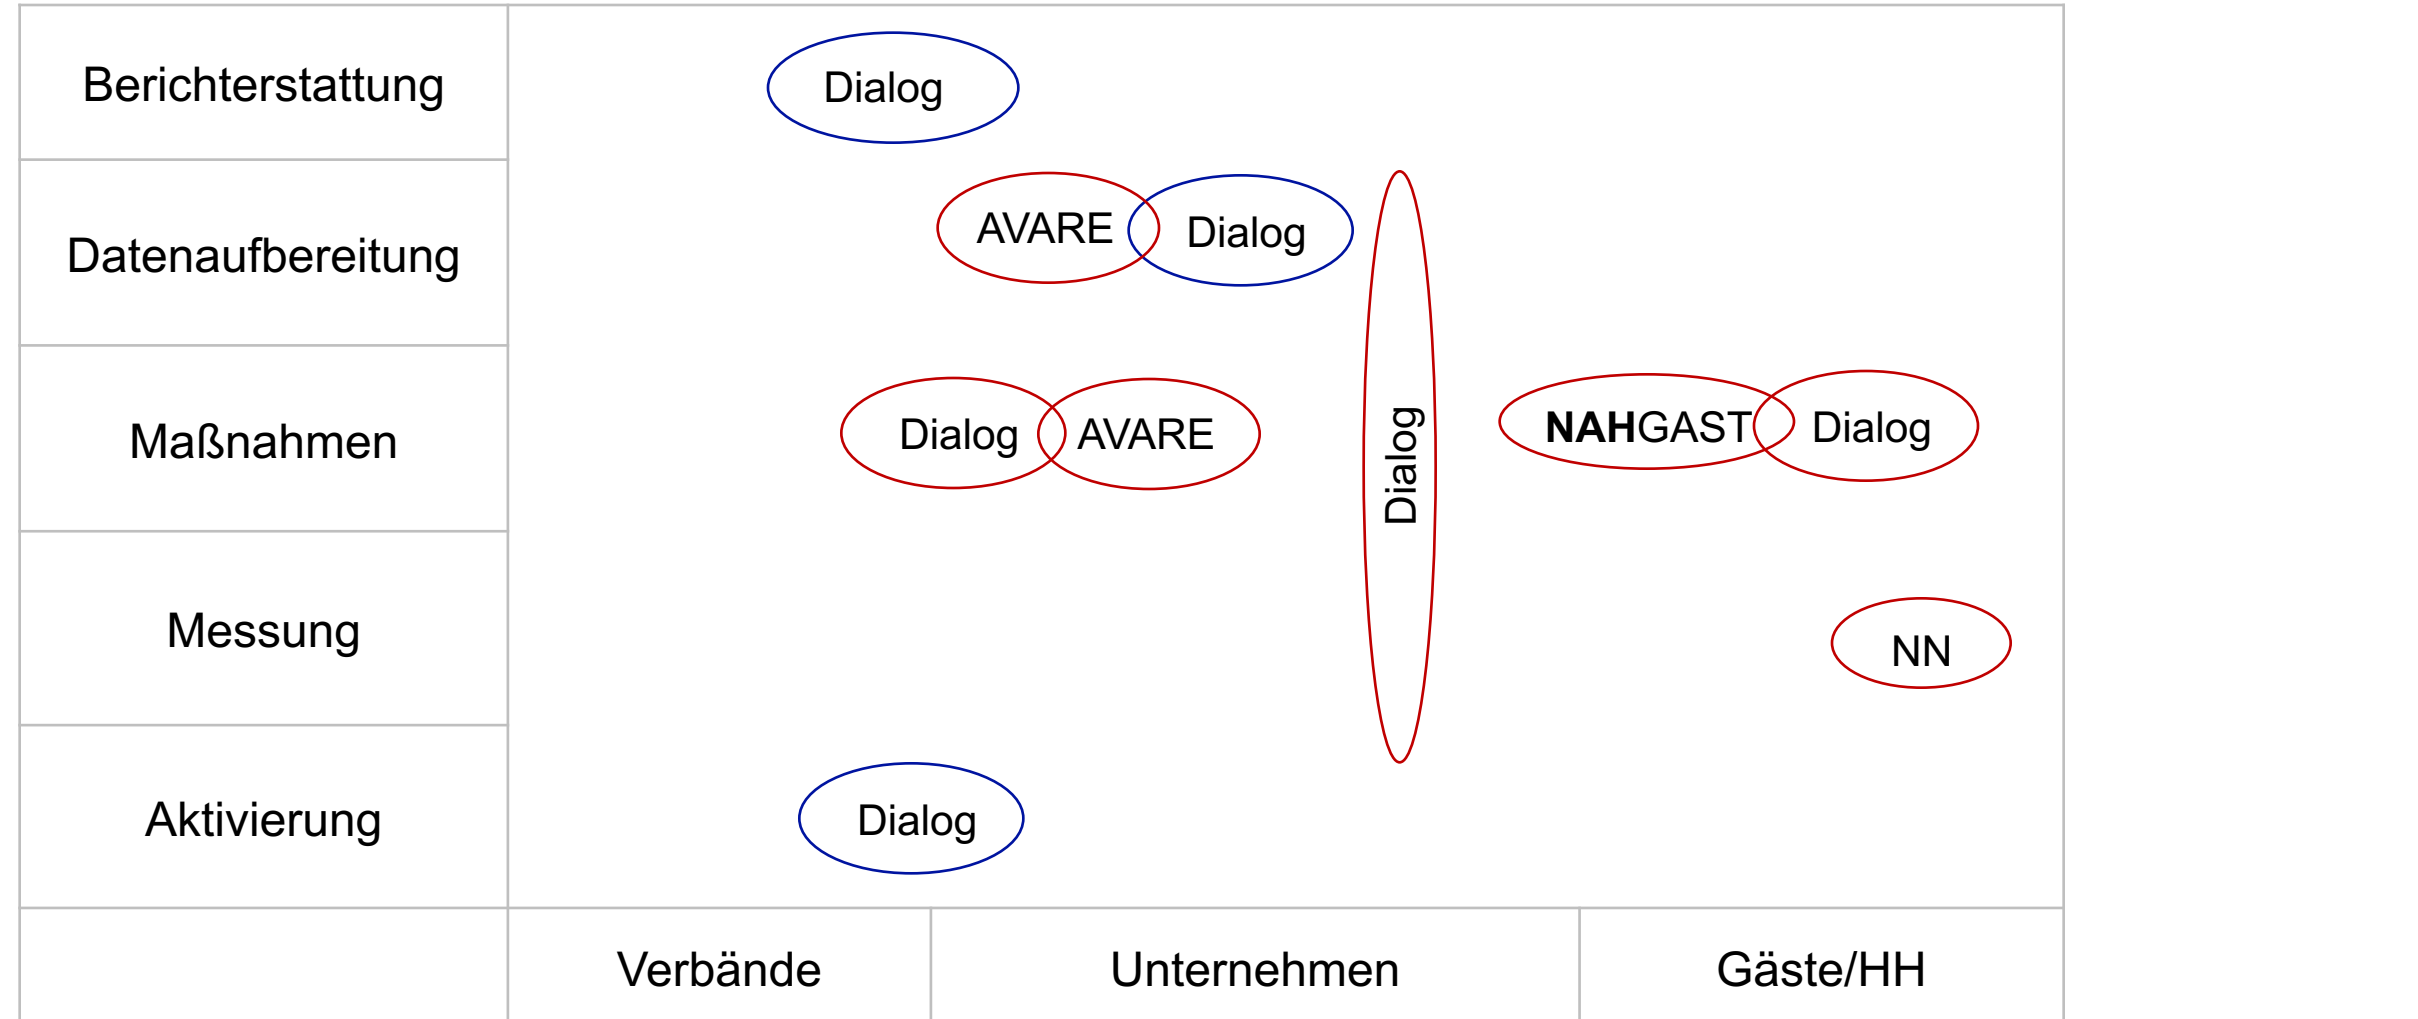 Berichterstattung
Dialog
Datenaufbereitung
AVARE
Dialog
Maßnahmen
Dialog
AVARE
Dialog
NAHGAST
Dialog
Messung
NN
Aktivierung
Dialog
Verbände
Unternehmen
Gäste/HH